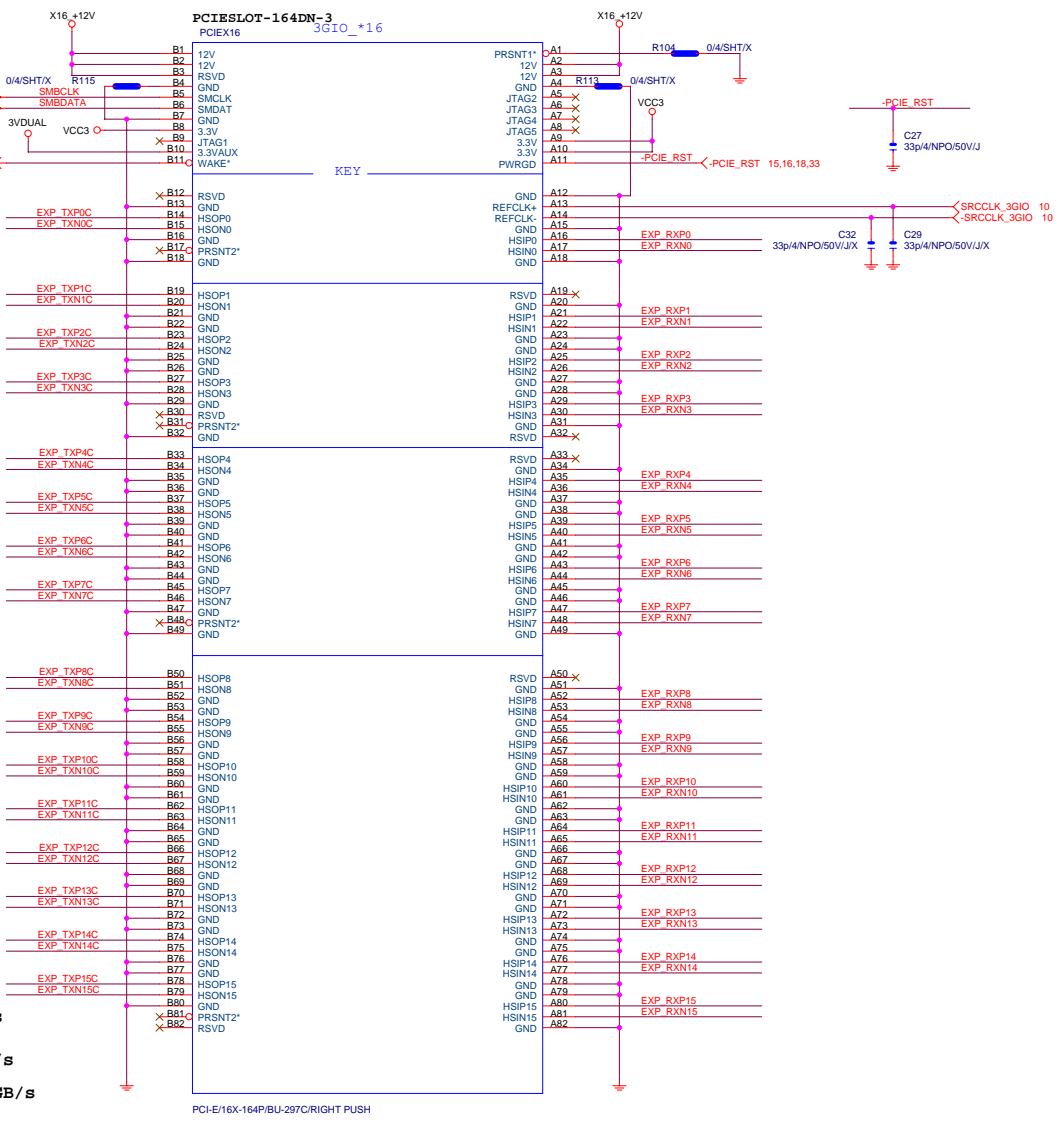 X16_+12V
PCIESLOT-164DN-3
PCIEX16
3GIO_*16
X16_+12V
B1 12V PRSNT1* A1 R104 0/4/SHT/X
B2 12V 12V A2
B3 RSVD 12V A3
0/4/SHT/X R115 B4 GND GND A4 R113 0/4/SHT/X
SMBCLK B5 SMCLK JTAG2 A5
SMBDATA B6 SMDAT JTAG3 A6
VCC3
-PCIE_RST
B7 GND JTAG4 A7
3VDUAL VCC3 B8 3.3V JTAG5 A8
B9 JTAG1 3.3V A9
C27
33p/4/NPO/50V/J
B10 3.3VAUX 3.3V A10
B11 WAKE* PWRGD A11 -PCIE_RST -PCIE_RST 15,16,18,33
KEY
B12 RSVD GND A12
B13 GND REFCLK+ A13 SRCCLK_3GIO 10
EXP_TXP0C B14 HSOP0 REFCLK- A14 -SRCCLK_3GIO 10
EXP_TXN0C B15 HSON0 GND A15
B16 GND HSIP0 A16 EXP_RXP0
B17 PRSNT2* HSIN0 A17 EXP_RXN0
B18 GND GND A18
C32
33p/4/NPO/50V/J/X
C29
33p/4/NPO/50V/J/X
EXP_TXP1C B19 HSOP1 RSVD A19
EXP_TXN1C B20 HSON1 GND A20
B21 GND HSIP1 A21 EXP_RXP1
B22 GND HSIN1 A22 EXP_RXN1
EXP_TXP2C B23 HSOP2 GND A23
EXP_TXN2C B24 HSON2 GND A24
B25 GND HSIP2 A25 EXP_RXP2
B26 GND HSIN2 A26 EXP_RXN2
EXP_TXP3C B27 HSOP3 GND A27
EXP_TXN3C B28 HSON3 GND A28
B29 GND HSIP3 A29 EXP_RXP3
B30 RSVD HSIN3 A30 EXP_RXN3
B31 PRSNT2* GND A31
B32 GND RSVD A32
EXP_TXP4C B33 HSOP4 RSVD A33
EXP_TXN4C B34 HSON4 GND A34
B35 GND HSIP4 A35 EXP_RXP4
B36 GND HSIN4 A36 EXP_RXN4
EXP_TXP5C B37 HSOP5 GND A37
EXP_TXN5C B38 HSON5 GND A38
B39 GND HSIP5 A39 EXP_RXP5
B40 GND HSIN5 A40 EXP_RXN5
EXP_TXP6C B41 HSOP6 GND A41
EXP_TXN6C B42 HSON6 GND A42
B43 GND HSIP6 A43 EXP_RXP6
B44 GND HSIN6 A44 EXP_RXN6
EXP_TXP7C B45 HSOP7 GND A45
EXP_TXN7C B46 HSON7 GND A46
B47 GND HSIP7 A47 EXP_RXP7
B48 PRSNT2* HSIN7 A48 EXP_RXN7
B49 GND GND A49
EXP_TXP8C B50 HSOP8 RSVD A50
EXP_TXN8C B51 HSON8 GND A51
B52 GND HSIP8 A52 EXP_RXP8
B53 GND HSIN8 A53 EXP_RXN8
EXP_TXP9C B54 HSOP9 GND A54
EXP_TXN9C B55 HSON9 GND A55
B56 GND HSIP9 A56 EXP_RXP9
B57 GND HSIN9 A57 EXP_RXN9
EXP_TXP10C B58 HSOP10 GND A58
EXP_TXN10C B59 HSON10 GND A59
B60 GND HSIP10 A60 EXP_RXP10
B61 GND HSIN10 A61 EXP_RXN10
EXP_TXP11C B62 HSOP11 GND A62
EXP_TXN11C B63 HSON11 GND A63
B64 GND HSIP11 A64 EXP_RXP11
B65 GND HSIN11 A65 EXP_RXN11
EXP_TXP12C B66 HSOP12 GND A66
EXP_TXN12C B67 HSON12 GND A67
B68 GND HSIP12 A68 EXP_RXP12
B69 GND HSIN12 A69 EXP_RXN12
EXP_TXP13C B70 HSOP13 GND A70
EXP_TXN13C B71 HSON13 GND A71
B72 GND HSIP13 A72 EXP_RXP13
B73 GND HSIN13 A73 EXP_RXN13
EXP_TXP14C B74 HSOP14 GND A74
EXP_TXN14C B75 HSON14 GND A75
B76 GND HSIP14 A76 EXP_RXP14
B77 GND HSIN14 A77 EXP_RXN14
EXP_TXP15C B78 HSOP15 GND A78
EXP_TXN15C B79 HSON15 GND A79
B80 GND HSIP15 A80 EXP_RXP15
B81 PRSNT2* HSIN15 A81 EXP_RXN15
B82 RSVD GND A82
/s
GB/s
PCI-E/16X-164P/BU-297C/RIGHT PUSH